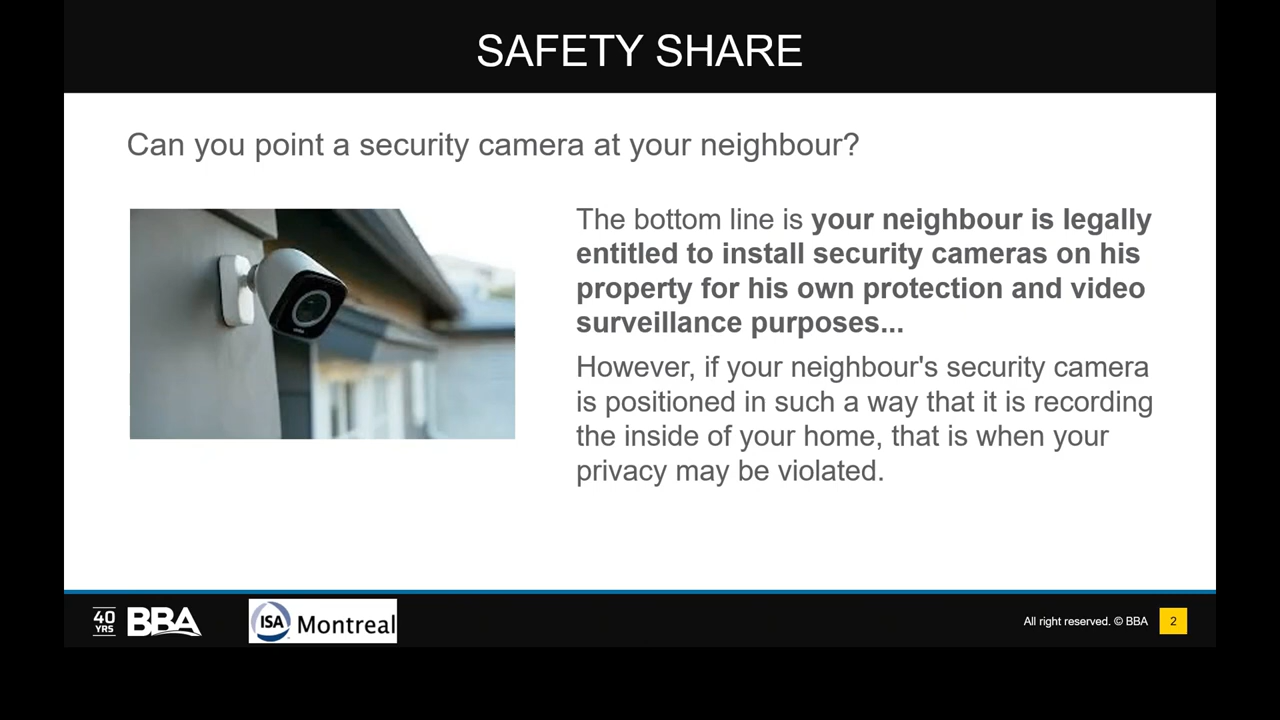 SAFETY SHARE
Can you point a security camera at your neighbour?
The bottom line is your neighbour is legally
entitled to install security cameras on his
property for his own protection and video
surveillance purposes...
However, if your neighbour's security camera
is positioned in such a way that it is recording
the inside of your home, that is when your
privacy may be violated.
40
YRS
BBA
ISA
Montreal
All right reserved. © BBA
2